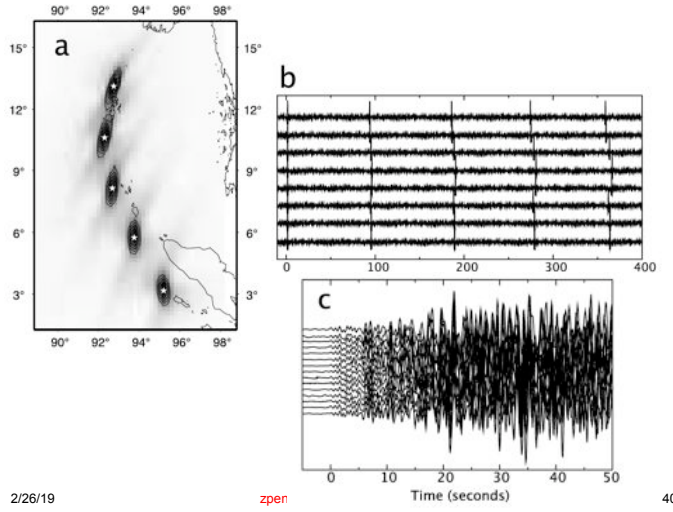 90° 92° 94° 96° 98°
15° 15°
a
12° 12°
9° 9°
6° 6°
3° 3°
90° 92° 94° 96° 98°
b
0 100 200 300 400
c
0 10 20 30 40 50
Time (seconds)
2/26/19 zpen 40